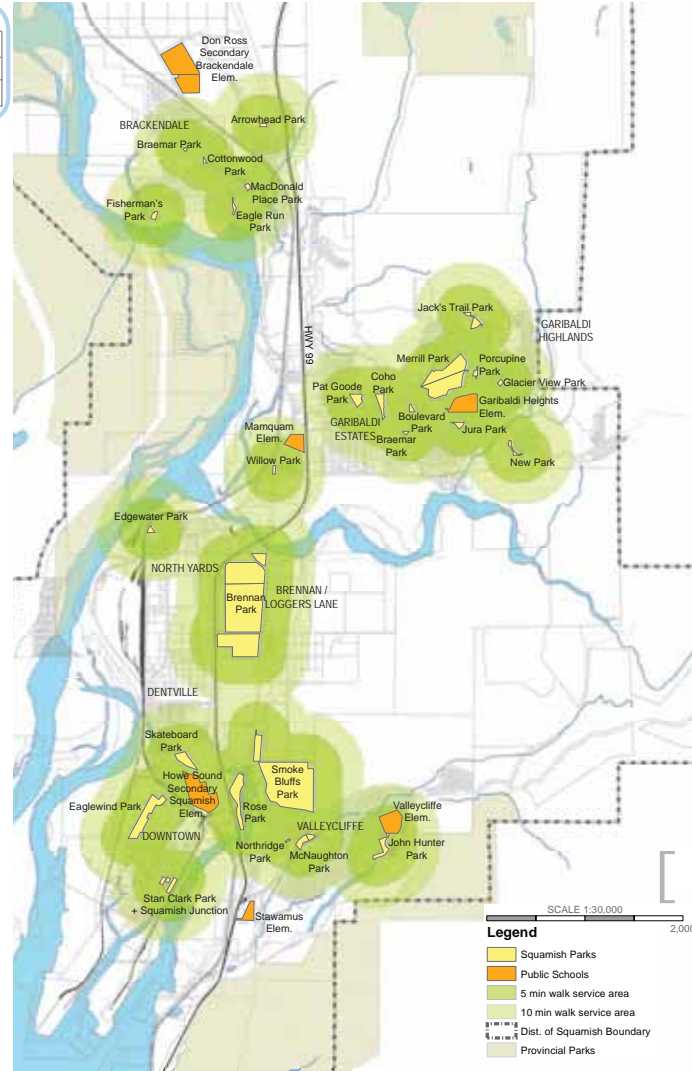 Don Ross
Secondary
Brackendale
Elem.
BRACKENDALE
Arrowhead Park
Braemar Park
Cottonwood
Park
MacDonald
Place Park
Fisherman's
Park
Eagle Run
Park
HWY 99
Jack's Trail Park
GARIBALDI
HIGHLANDS
Merrill Park
Porcupine
Park
Coho
Park
Glacier View Park
Pat Goode
Park
Garibaldi Heights
Elem.
Boulevard
Park
GARIBALDI
ESTATES
Braemar
Park
Jura Park
New Park
Mamquam
Elem.
Willow Park
Edgewater Park
NORTH YARDS
BRENNAN /
LOGGERS LANE
Brennan
Park
DENTVILLE
Skateboard
Park
Howe Sound
Secondary
Squamish
Elem.
Smoke
Bluffs
Park
Eaglewind Park
Rose
Park
DOWNTOWN
VALLEYCLIFFE
Valleycliffe
Elem.
Northridge
Park
McNaughton
Park
John Hunter
Park
Stan Clark Park
+ Squamish Junction
Stawamus
Elem.
SCALE 1:30,000
2,000
Legend
Squamish Parks
Public Schools
5 min walk service area
10 min walk service area
Dist. of Squamish Boundary
Provincial Parks